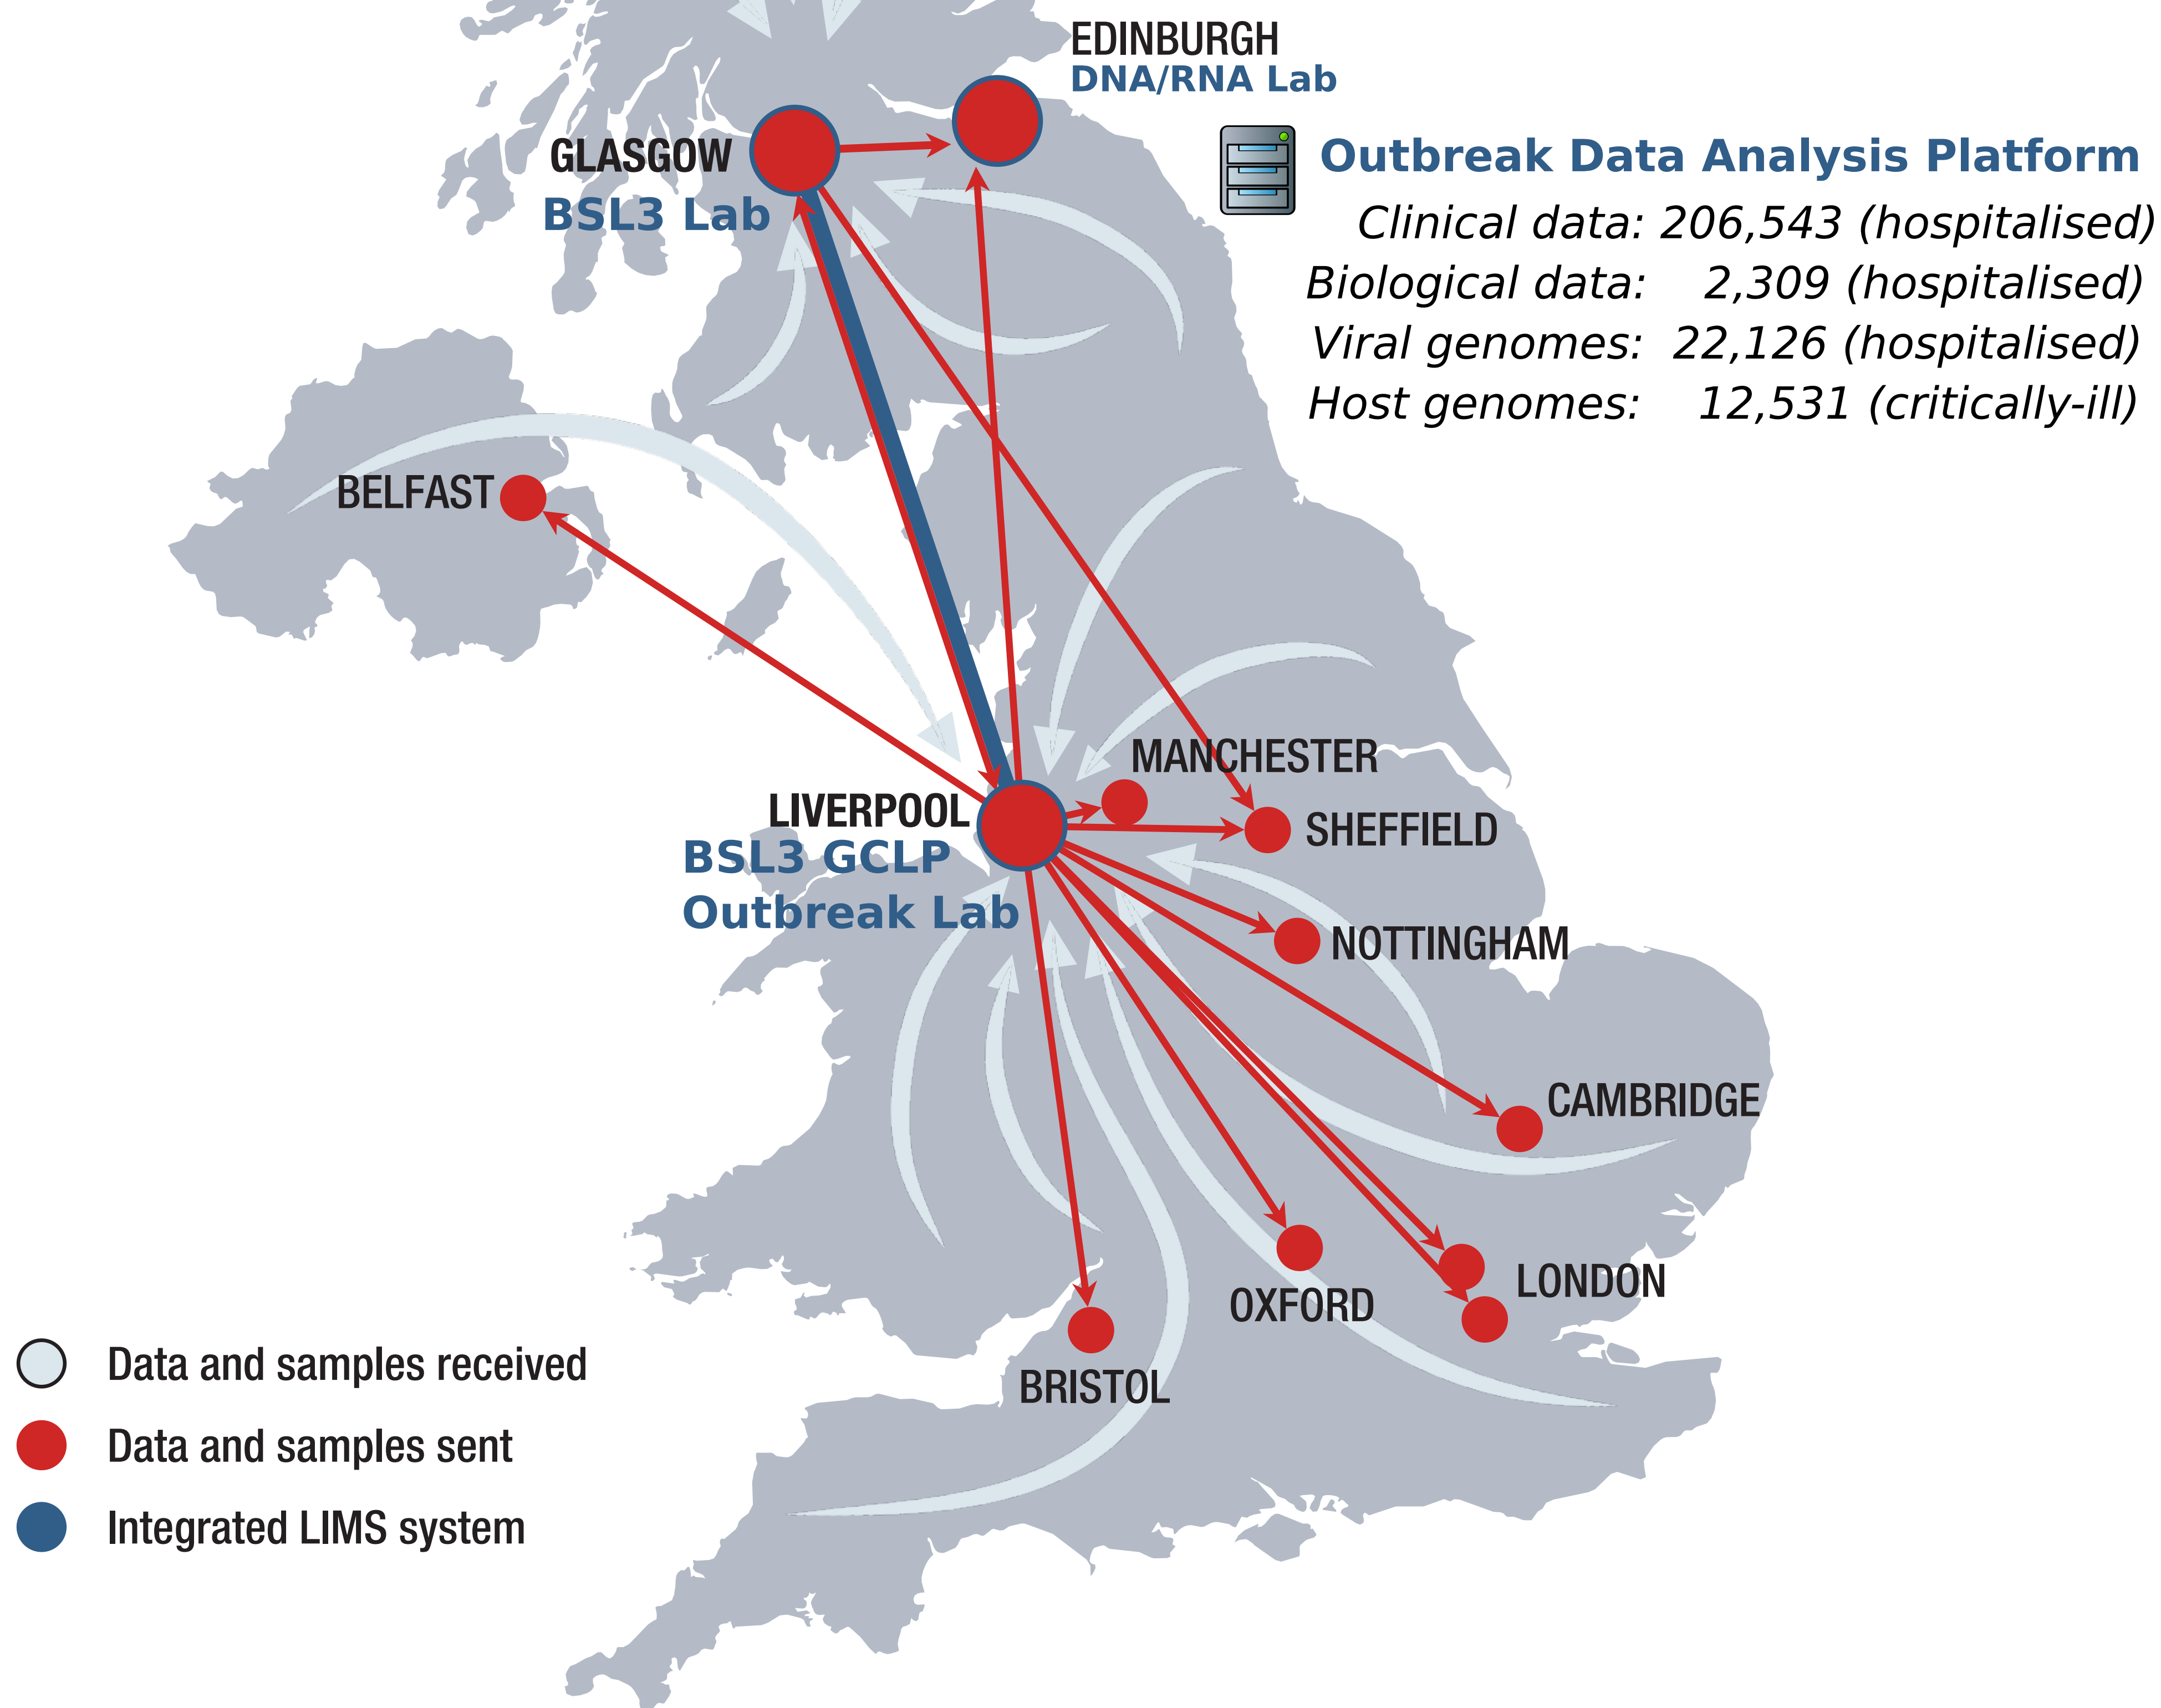 EDINBURGH
DNA/RNA Lab
GLASGOW
BSL3 Lab
Outbreak Data Analysis Platform
Clinical data: 206,543 (hospitalised)
Biological data: 2,309 (hospitalised)
Viral genomes: 22,126 (hospitalised)
Host genomes: 12,531 (critically-ill)
BELFAST
MANCHESTER
LIVERPOOL
BSL3 GCLP
Outbreak Lab
SHEFFIELD
NOTTINGHAM
CAMBRIDGE
LONDON
OXFORD
BRISTOL
Data and samples received
Data and samples sent
Integrated LIMS system